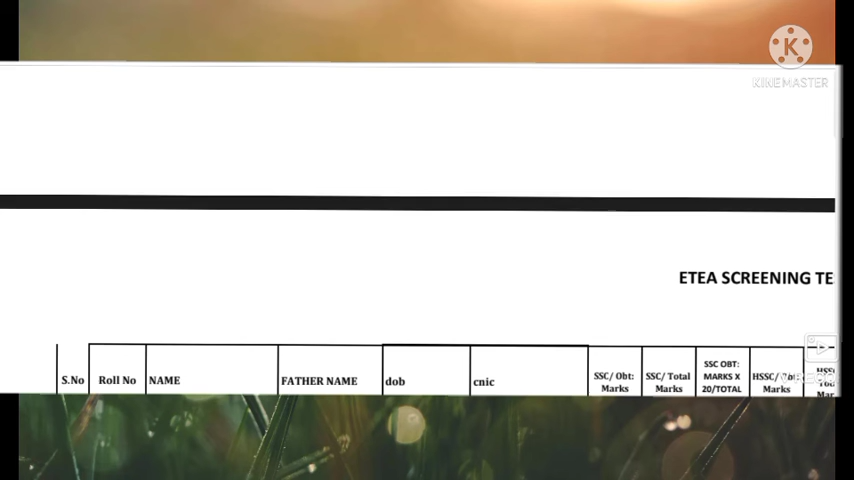 K
KINEMASTER
ETEA SCREENING TE
S.No Roll No NAME FATHER NAME dob cnic SSC/ Obt: Marks SSC/ Total Marks SSC OBT: MARKS X 20/TOTAL HSSC/ Marks